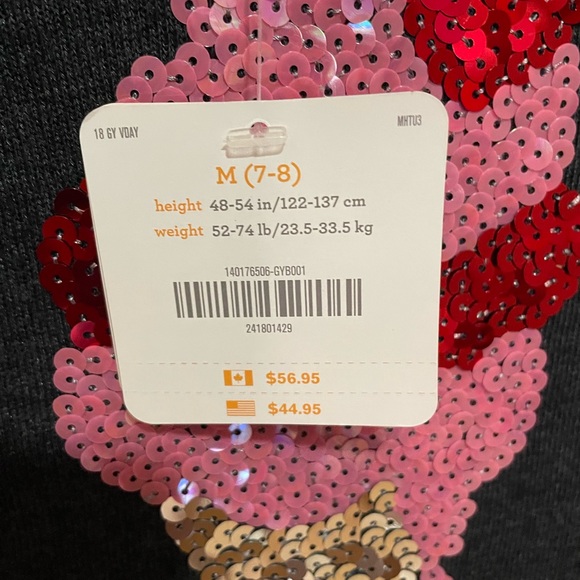 18 GY VDAY
MHTU3
M (7-8)
height 48-54 in/122-137 cm
weight 52-74 lb/23.5-33.5 kg
140176506-GYB001
241801429
$56.95
$44.95